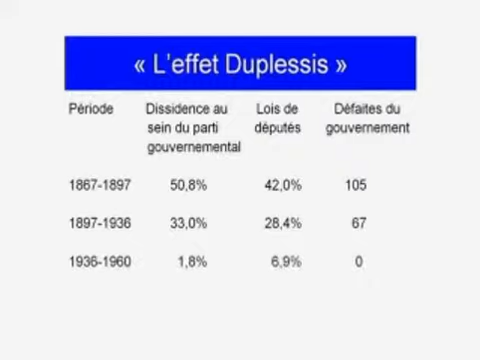 « L'effet Duplessis »
Période Dissidence au Lois de Défaites du
sein du parti députés gouvernement
gouvernemental
1867-1897 50,8% 42,0% 105
1897-1936 33,0% 28,4% 67
1936-1960 1,8% 6,9% 0